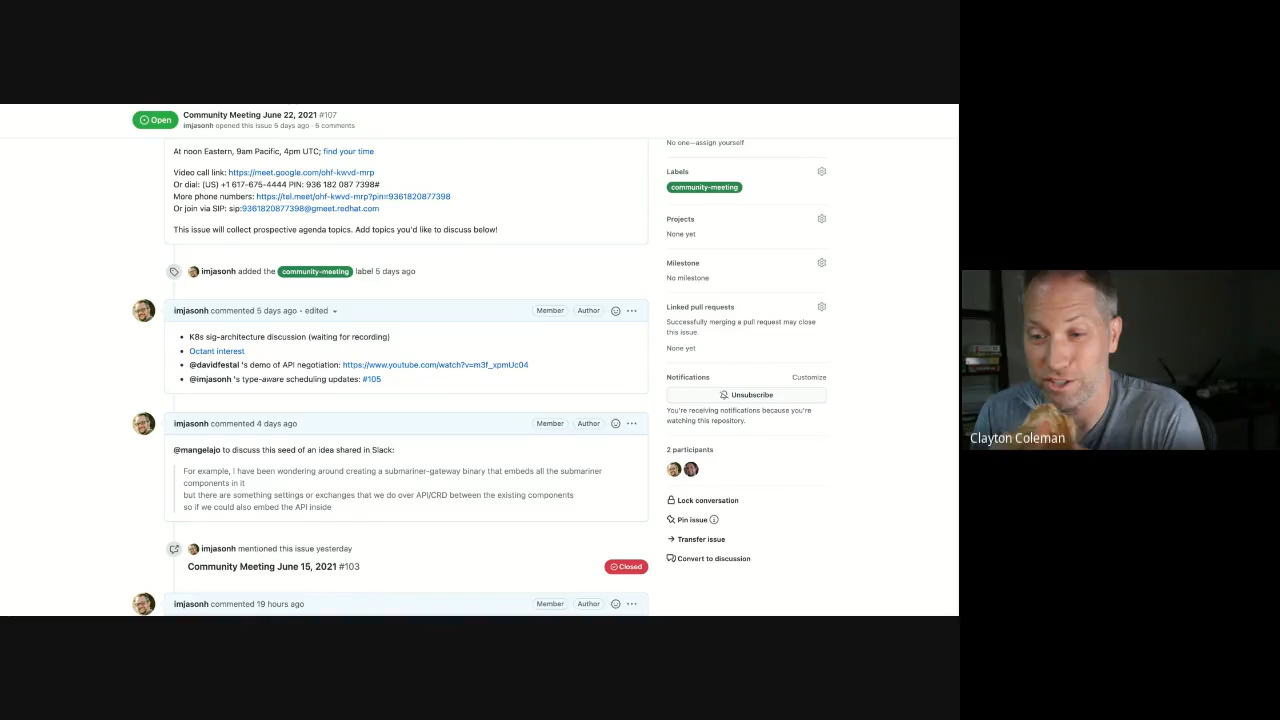 Open
Community Meeting June 22, 2021 #107
imjasonh opened this issue 5 days ago · 5 comments
At noon Eastern, 9am Pacific, 4pm UTC; find your time
Video call link: https://meet.google.com/ohf-kwvd-mrp
Or dial: (US) +1 617-675-4444 PIN: 936 182 087 7398#
More phone numbers: https://tel.meet/ohf-kwvd-mrp?pin=9361820877398
Or join via SIP: sip:9361820877398@gmeet.redhat.com
This issue will collect prospective agenda topics. Add topics you'd like to discuss below!
imjasonh added the community-meeting label 5 days ago
imjasonh commented 5 days ago • edited
Member
Author
K8s sig-architecture discussion (waiting for recording)
Octant interest
@davidfestal 's demo of API negotiation: https://www.youtube.com/watch?v=m3f_xpmUc04
@imjasonh 's type-aware scheduling updates: #105
imjasonh commented 4 days ago
Member
Author
@mangelajo to discuss this seed of an idea shared in Slack:
For example, I have been wondering around creating a submariner-gateway binary that embeds all the submariner
components in it
but there are something settings or exchanges that we do over API/CRD between the existing components
so if we could also embed the API inside
imjasonh mentioned this issue yesterday
Community Meeting June 15, 2021 #103
Closed
imjasonh commented 19 hours ago
Member
Author
No one—assign yourself
Labels
community-meeting
Projects
None yet
Milestone
No milestone
Linked pull requests
Successfully merging a pull request may close
this issue.
None yet
Notifications
Customize
Unsubscribe
You're receiving notifications because you're
watching this repository.
2 participants
Lock conversation
Pin issue
Transfer issue
Convert to discussion
Clayton Coleman